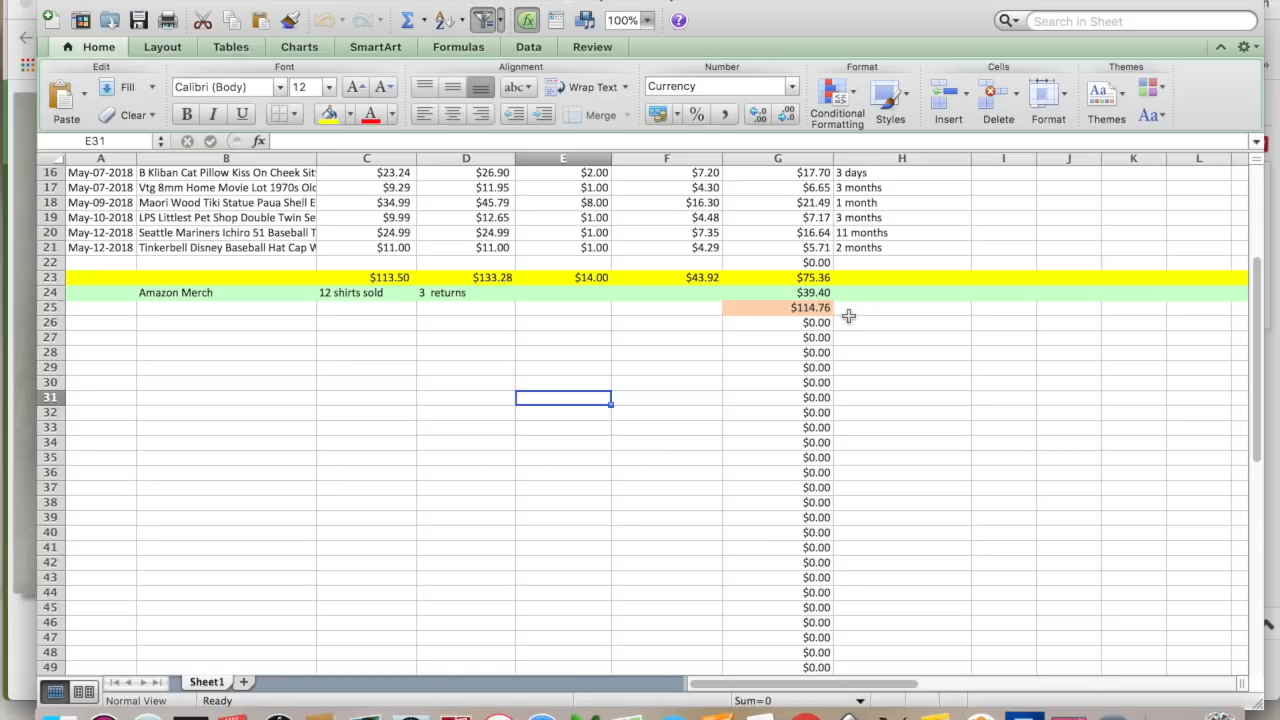 100%
Search in Sheet
Home Layout Tables Charts SmartArt Formulas Data Review
Edit Font Alignment Number Format Cells Themes
Fill Calibri (Body) 12 A A abc Wrap Text Currency
Paste Clear B I U A Merge % , Conditional Formatting Styles Insert Delete Format Themes Aa
E31 fx
A B C D E F G H I J K L
16 May-07-2018 B Kliban Cat Pillow Kiss On Cheek Sit $23.24 $26.90 $2.00 $7.20 $17.70 3 days
17 May-07-2018 Vtg 8mm Home Movie Lot 1970s Old $9.29 $11.95 $1.00 $4.30 $6.65 3 months
18 May-09-2018 Maori Wood Tiki Statue Paua Shell E $34.99 $45.79 $8.00 $16.30 $21.49 1 month
19 May-10-2018 LPS Littlest Pet Shop Double Twin Se $9.99 $12.65 $1.00 $4.48 $7.17 3 months
20 May-12-2018 Seattle Mariners Ichiro 51 Baseball T $24.99 $24.99 $1.00 $7.35 $16.64 11 months
21 May-12-2018 Tinkerbell Disney Baseball Hat Cap W $11.00 $11.00 $1.00 $4.29 $5.71 2 months
22 $0.00
23 $113.50 $133.28 $14.00 $43.92 $75.36
24 Amazon Merch 12 shirts sold 3 returns $39.40
25 $114.76
26 $0.00
27 $0.00
28 $0.00
29 $0.00
30 $0.00
31 $0.00
32 $0.00
33 $0.00
34 $0.00
35 $0.00
36 $0.00
37 $0.00
38 $0.00
39 $0.00
40 $0.00
41 $0.00
42 $0.00
43 $0.00
44 $0.00
45 $0.00
46 $0.00
47 $0.00
48 $0.00
49 $0.00
Sheet1
Normal View Ready Sum=0